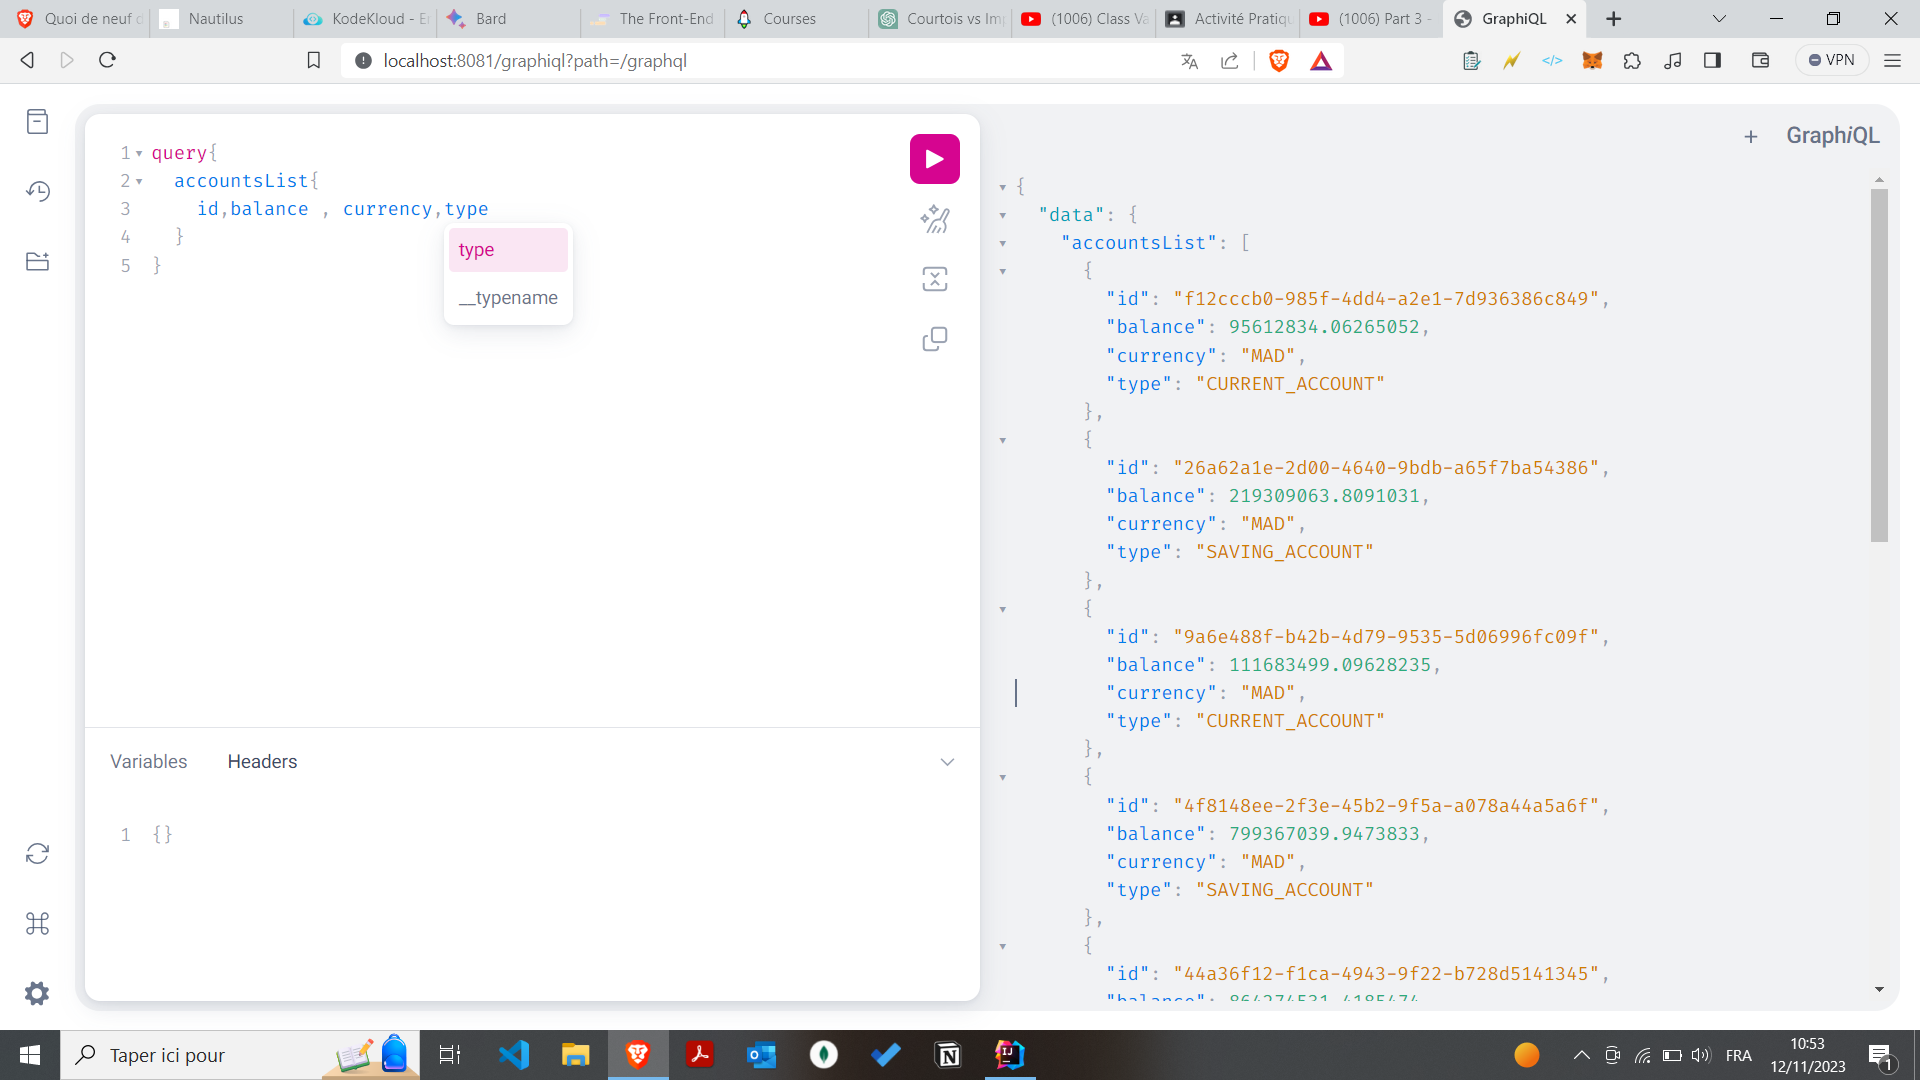 Quoi de neuf d
Nautilus
KodeKloud - E
Bard
The Front-End
Courses
Courtois vs Im
(1006) Class Va
Activité Pratiqu
(1006) Part 3 -
GraphiQL
localhost:8081/graphiql?path=/graphql
VPN
1 query{
2 accountsList{
3 id,balance , currency,type
4 }
5 }
type
__typename
Variables
Headers
1 {}
+ GraphiQL
{
"data": {
"accountsList": [
{
"id": "f12cccb0-985f-4dd4-a2e1-7d936386c849",
"balance": 95612834.06265052,
"currency": "MAD",
"type": "CURRENT_ACCOUNT"
},
{
"id": "26a62a1e-2d00-4640-9bdb-a65f7ba54386",
"balance": 219309063.8091031,
"currency": "MAD",
"type": "SAVING_ACCOUNT"
},
{
"id": "9a6e488f-b42b-4d79-9535-5d06996fc09f",
"balance": 111683499.09628235,
"currency": "MAD",
"type": "CURRENT_ACCOUNT"
},
{
"id": "4f8148ee-2f3e-45b2-9f5a-a078a44a5a6f",
"balance": 799367039.9473833,
"currency": "MAD",
"type": "SAVING_ACCOUNT"
},
{
"id": "44a36f12-f1ca-4943-9f22-b728d5141345",
"balance": 864274531.4185474
Taper ici pour
FRA
10:53
12/11/2023
1